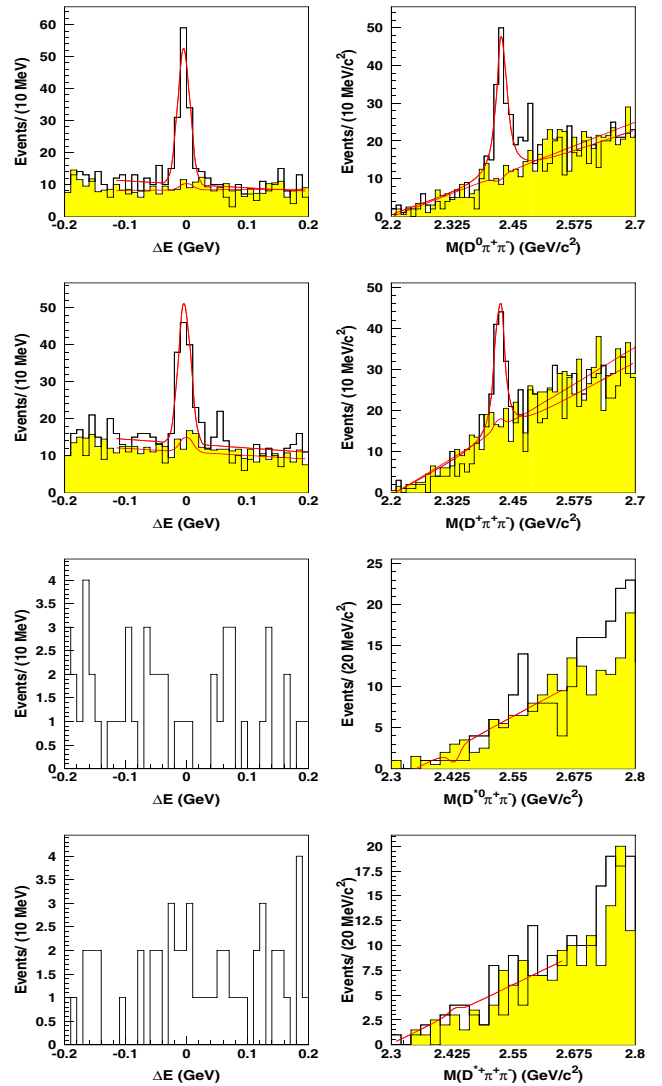 Events/ (10 MeV)
60
50
40
30
20
10
0
-0.2 -0.1 0 0.1 0.2
ΔE (GeV)
Events/ (10 MeV/c²)
50
40
30
20
10
0
2.2 2.325 2.45 2.575 2.7
M(D⁰π⁺π⁻) (GeV/c²)
Events/ (10 MeV)
50
40
30
20
10
0
-0.2 -0.1 0 0.1 0.2
ΔE (GeV)
Events/ (10 MeV/c²)
50
40
30
20
10
0
2.2 2.325 2.45 2.575 2.7
M(D⁺π⁺π⁻) (GeV/c²)
Events/ (10 MeV)
4
3.5
3
2.5
2
1.5
1
0.5
0
-0.2 -0.1 0 0.1 0.2
ΔE (GeV)
Events/ (20 MeV/c²)
25
20
15
10
5
0
2.3 2.425 2.55 2.675 2.8
M(D*⁰π⁺π⁻) (GeV/c²)
Events/ (10 MeV)
4
3.5
3
2.5
2
1.5
1
0.5
0
-0.2 -0.1 0 0.1 0.2
ΔE (GeV)
Events/ (20 MeV/c²)
20
17.5
15
12.5
10
7.5
5
2.5
0
2.3 2.425 2.55 2.675 2.8
M(D*⁺π⁺π⁻) (GeV/c²)